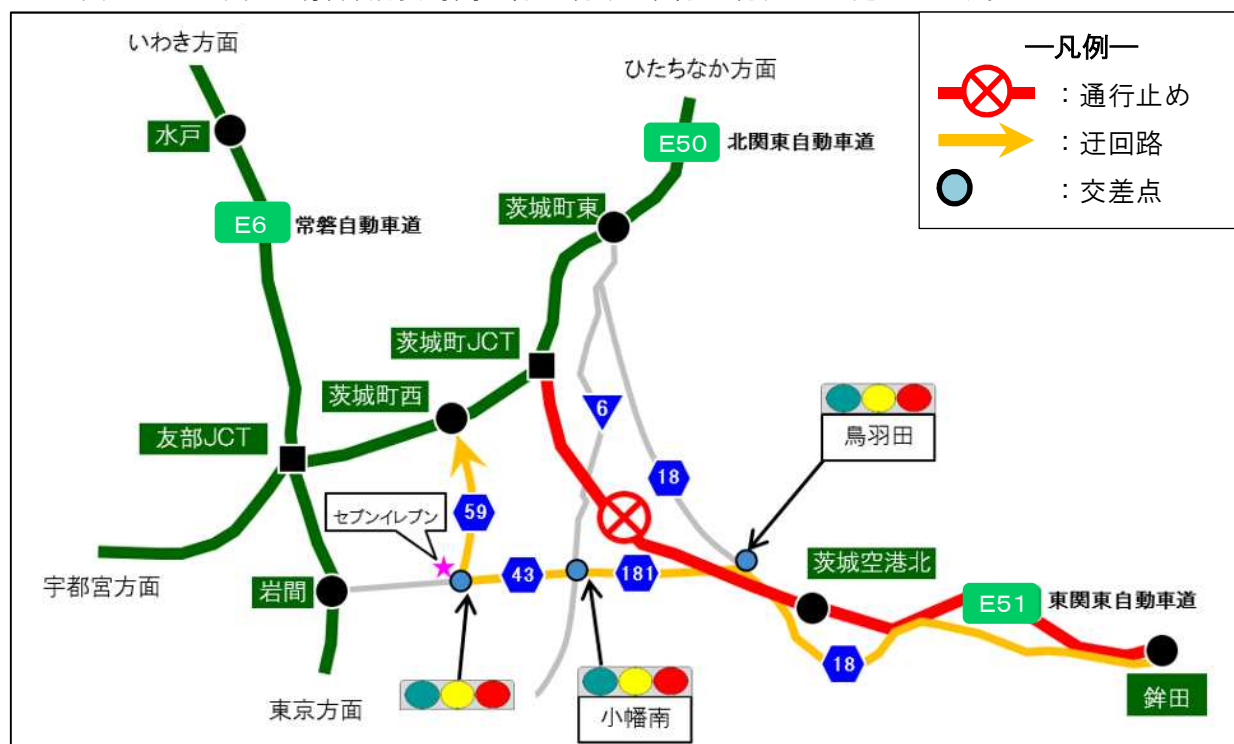 いわき方面
水戸
E6 常磐自動車道
ひたちなか方面
E50 北関東自動車道
―凡例―
：通行止め
：迂回路
：交差点
茨城町東
茨城町JCT
茨城町西
友部JCT
6
18
鳥羽田
セブンイレブン
59
43
181
茨城空港北
E51 東関東自動車道
宇都宮方面
岩間
18
東京方面
小幡南
鉾田